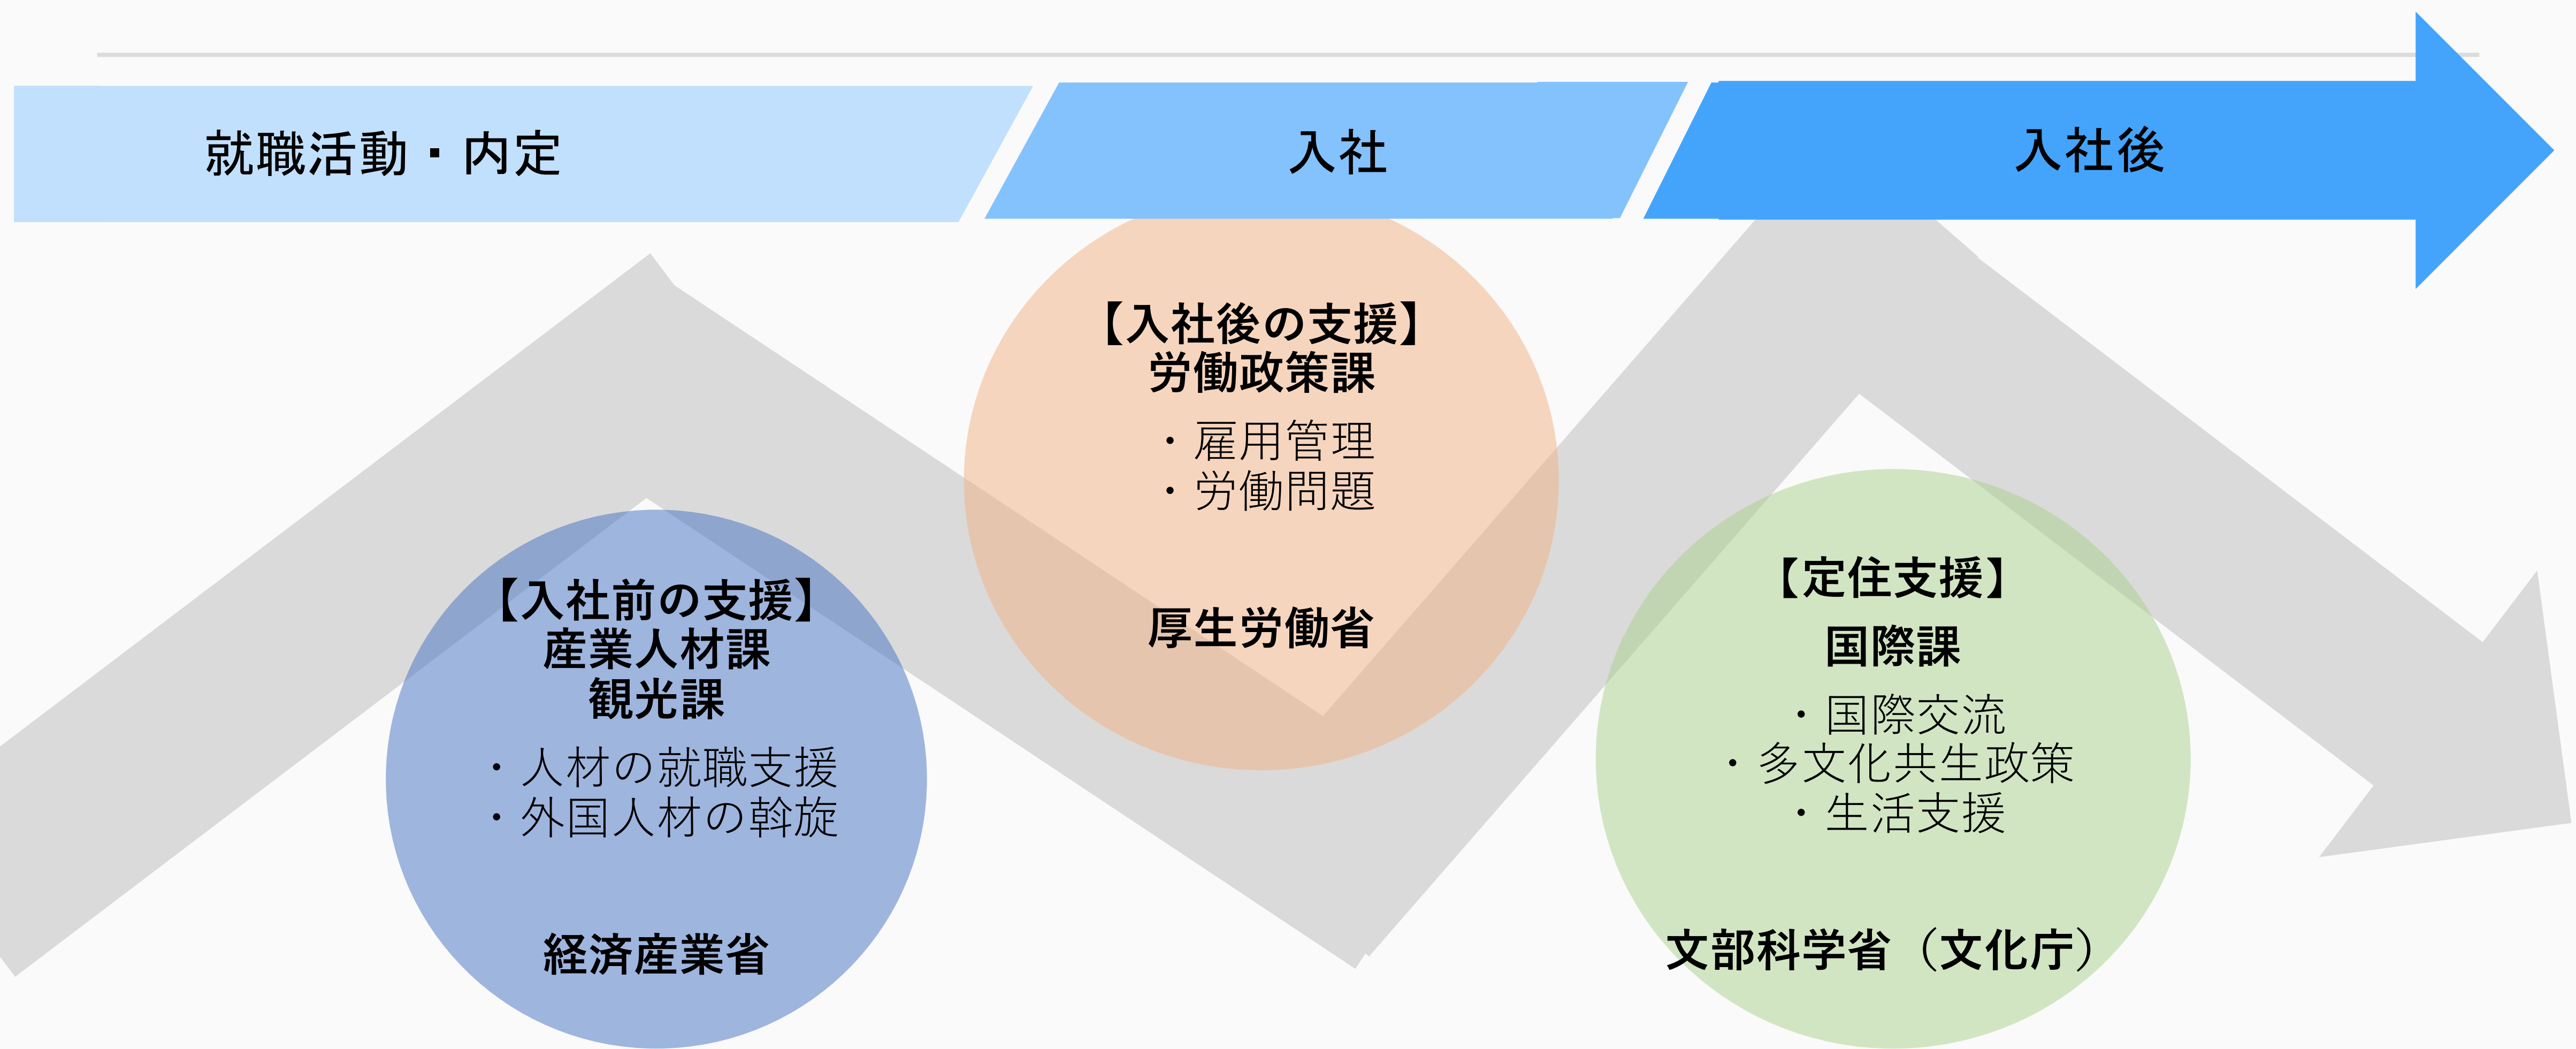 就職活動・内定
入社
入社後
【入社前の支援】
産業人材課
観光課
・人材の就職支援
・外国人材の斡旋
経済産業省
【入社後の支援】
労働政策課
・雇用管理
・労働問題
厚生労働省
【定住支援】
国際課
・国際交流
・多文化共生政策
・生活支援
文部科学省（文化庁）